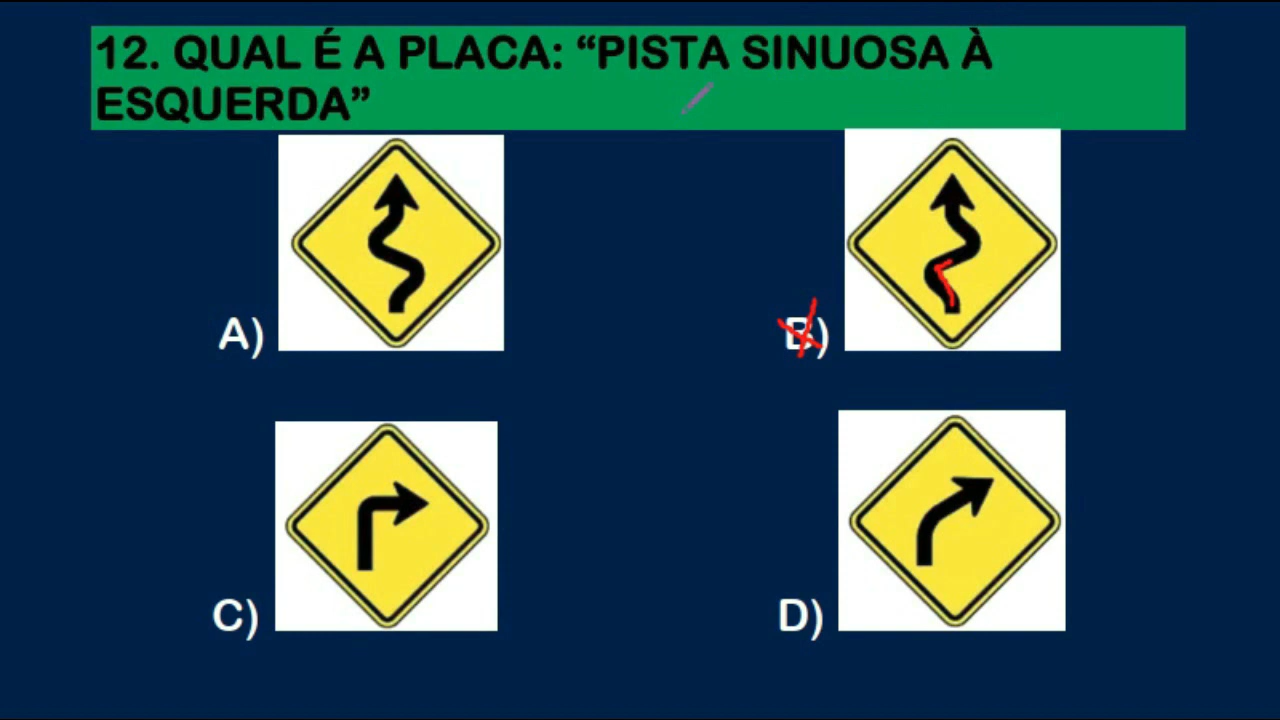 12. QUAL É A PLACA: “PISTA SINUOSA À
ESQUERDA”
A)
B)
C)
D)